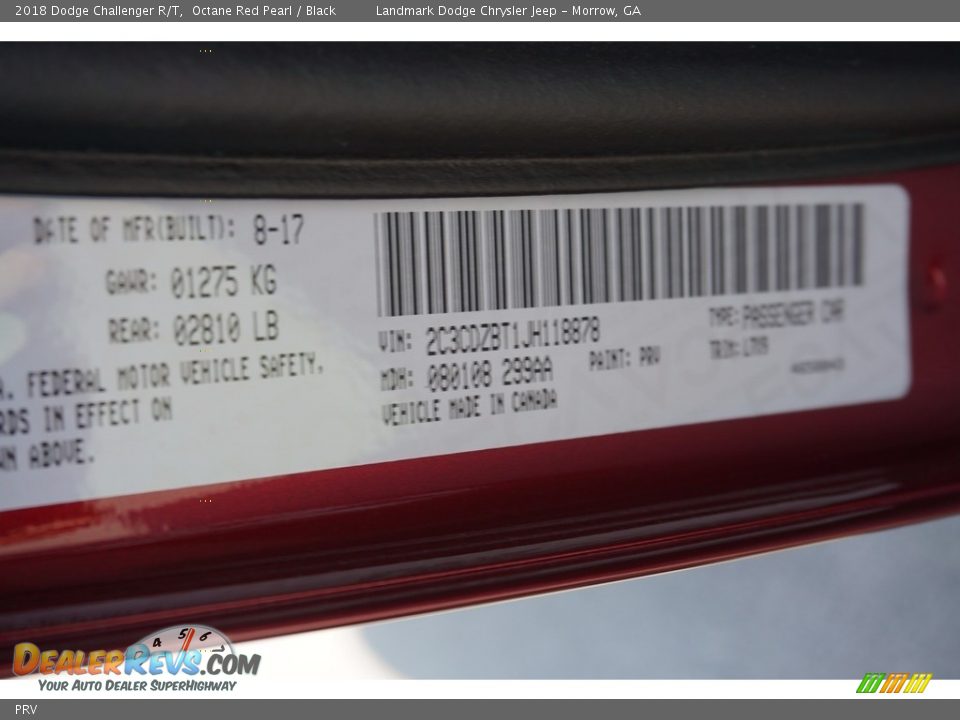 2018 Dodge Challenger R/T, Octane Red Pearl / Black Landmark Dodge Chrysler Jeep – Morrow, GA
DATE OF MFR(BUILT): 8-17
GAWR: 01275 KG
REAR: 02810 LB
A. FEDERAL MOTOR VEHICLE SAFETY,
RDS IN EFFECT ON
WN ABOVE.
VIN: 2C3CDZBT1JH118878 TYPE: PASSENGER CAR
MDH: 080108 299AA PAINT: PRV TRIM:
VEHICLE MADE IN CANADA
4 5 6
DEALERREVS.COM
YOUR AUTO DEALER SUPERHIGHWAY
PRV